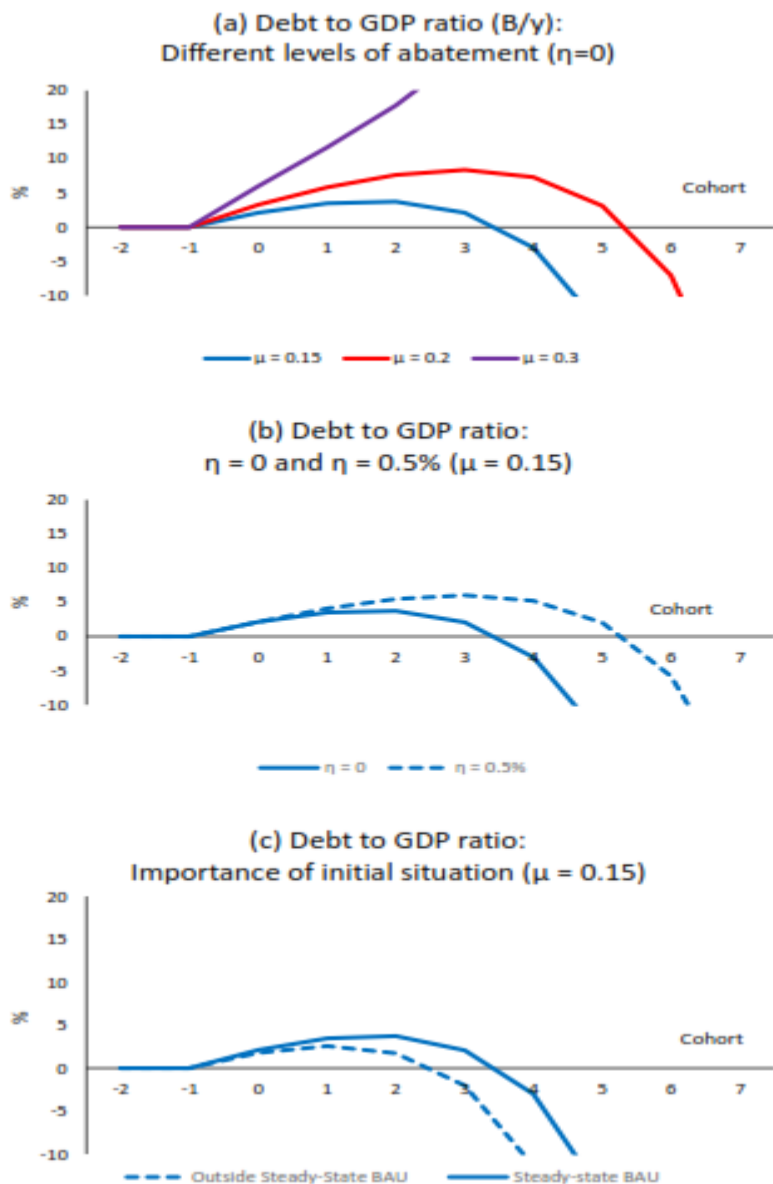 (a) Debt to GDP ratio (B/y):
Different levels of abatement (η=0)
20
15
10
5
0
-5
-10
%
Cohort
-2 -1 0 1 2 3 4 5 6 7
μ = 0.15 μ = 0.2 μ = 0.3
(b) Debt to GDP ratio:
η = 0 and η = 0.5% (μ = 0.15)
20
15
10
5
0
-5
-10
%
Cohort
-2 -1 0 1 2 3 4 5 6 7
η = 0 η = 0.5%
(c) Debt to GDP ratio:
Importance of initial situation (μ = 0.15)
20
15
10
5
0
-5
-10
%
Cohort
-2 -1 0 1 2 3 4 5 6 7
Outside Steady-State BAU Steady-state BAU